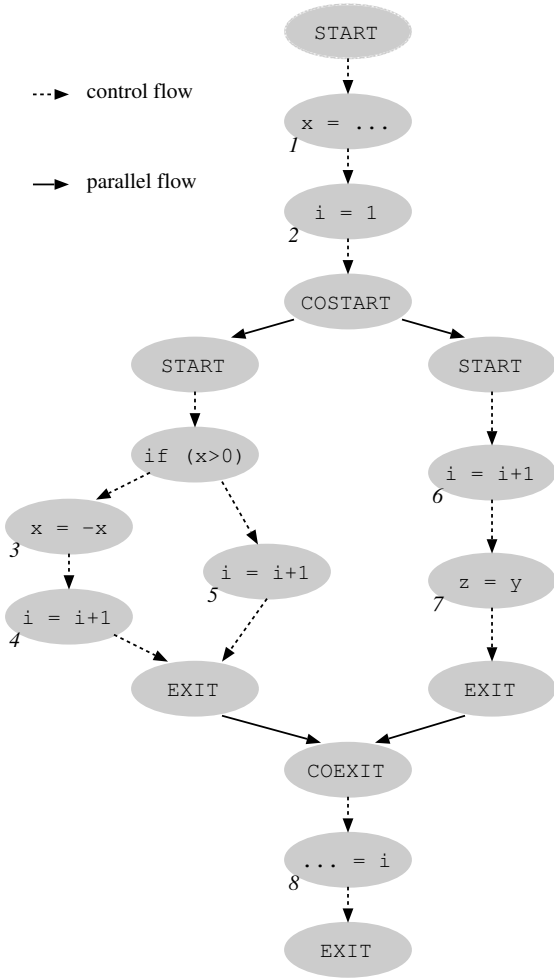 START
control flow
x = ...
1
parallel flow
i = 1
2
COSTART
START
START
if (x>0)
i = i+1
6
x = -x
3
i = i+1
5
z = y
7
i = i+1
4
EXIT
EXIT
COEXIT
... = i
8
EXIT